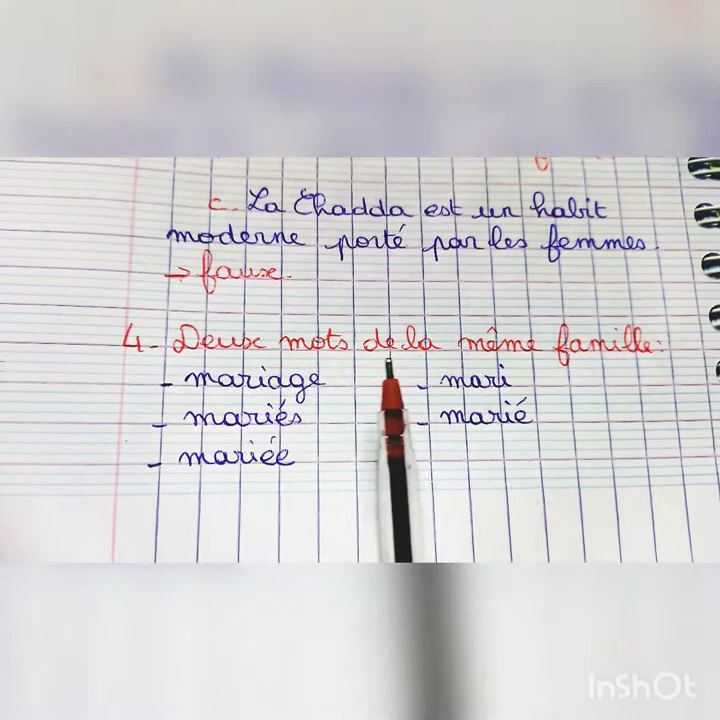 c. La Chadda est un habit
moderne porté par les femmes.
→ faux.
4- Deux mots de la même famille:
- mariage - mari
- mariés - marié
- mariée
InShOt